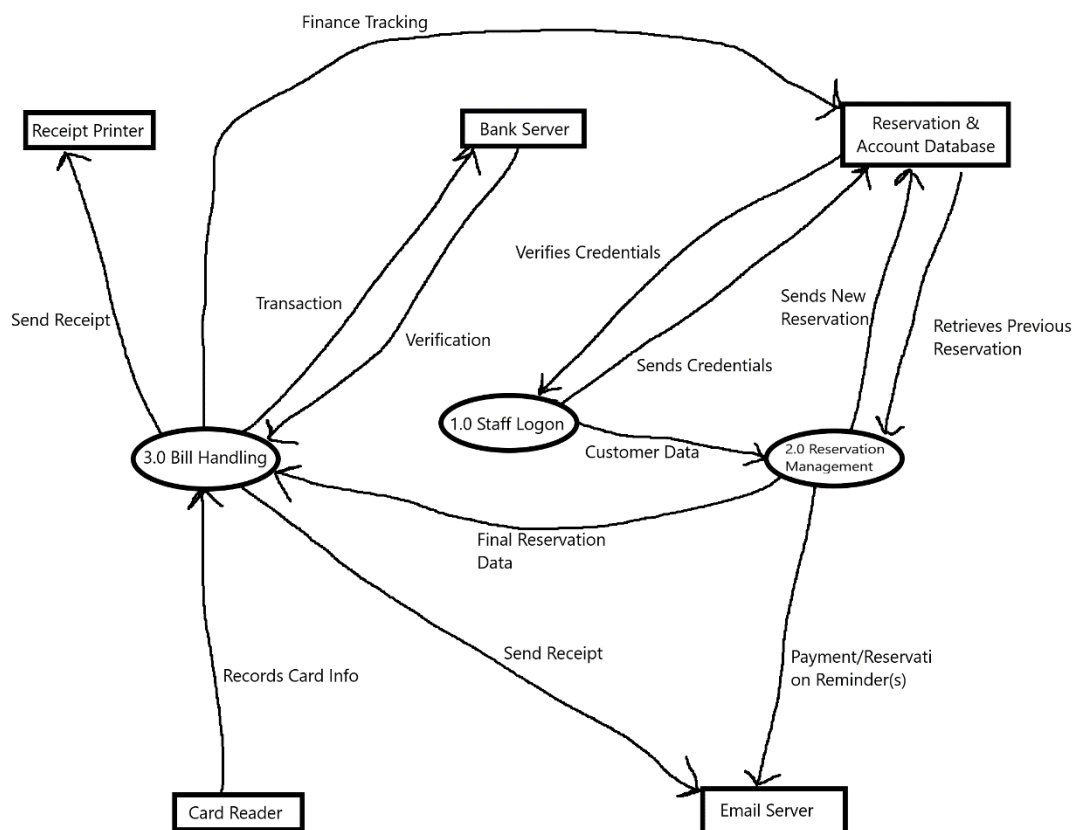 Finance Tracking
Receipt Printer
Bank Server
Reservation &
Account Database
Verifies Credentials
Transaction
Sends New
Reservation
Send Receipt
Verification
Retrieves Previous
Reservation
Sends Credentials
1.0 Staff Logon
3.0 Bill Handling
Customer Data
2.0 Reservation
Management
Final Reservation
Data
Send Receipt
Records Card Info
Payment/Reservati
on Reminder(s)
Card Reader
Email Server